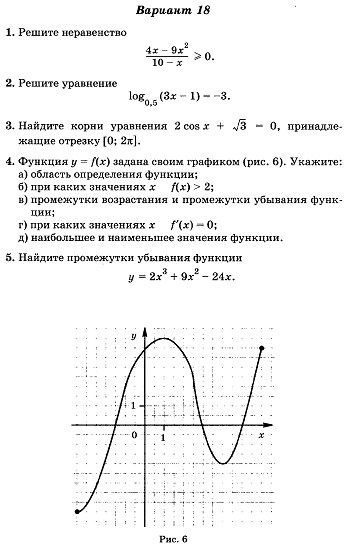 Вариант 18
1. Решите неравенство
4x − 9x²
10 − x
⩾ 0.
2. Решите уравнение
log₀,₅ (3x − 1) = −3.
3. Найдите корни уравнения 2 cos x + √3 = 0, принадле-
жащие отрезку [0; 2π].
4. Функция y = f(x) задана своим графиком (рис. 6). Укажите:
а) область определения функции;
б) при каких значениях x f(x) > 2;
в) промежутки возрастания и промежутки убывания функ-
ции;
г) при каких значениях x f′(x) = 0;
д) наибольшее и наименьшее значения функции.
5. Найдите промежутки убывания функции
y = 2x³ + 9x² − 24x.
y
1
0 1 x
Рис. 6